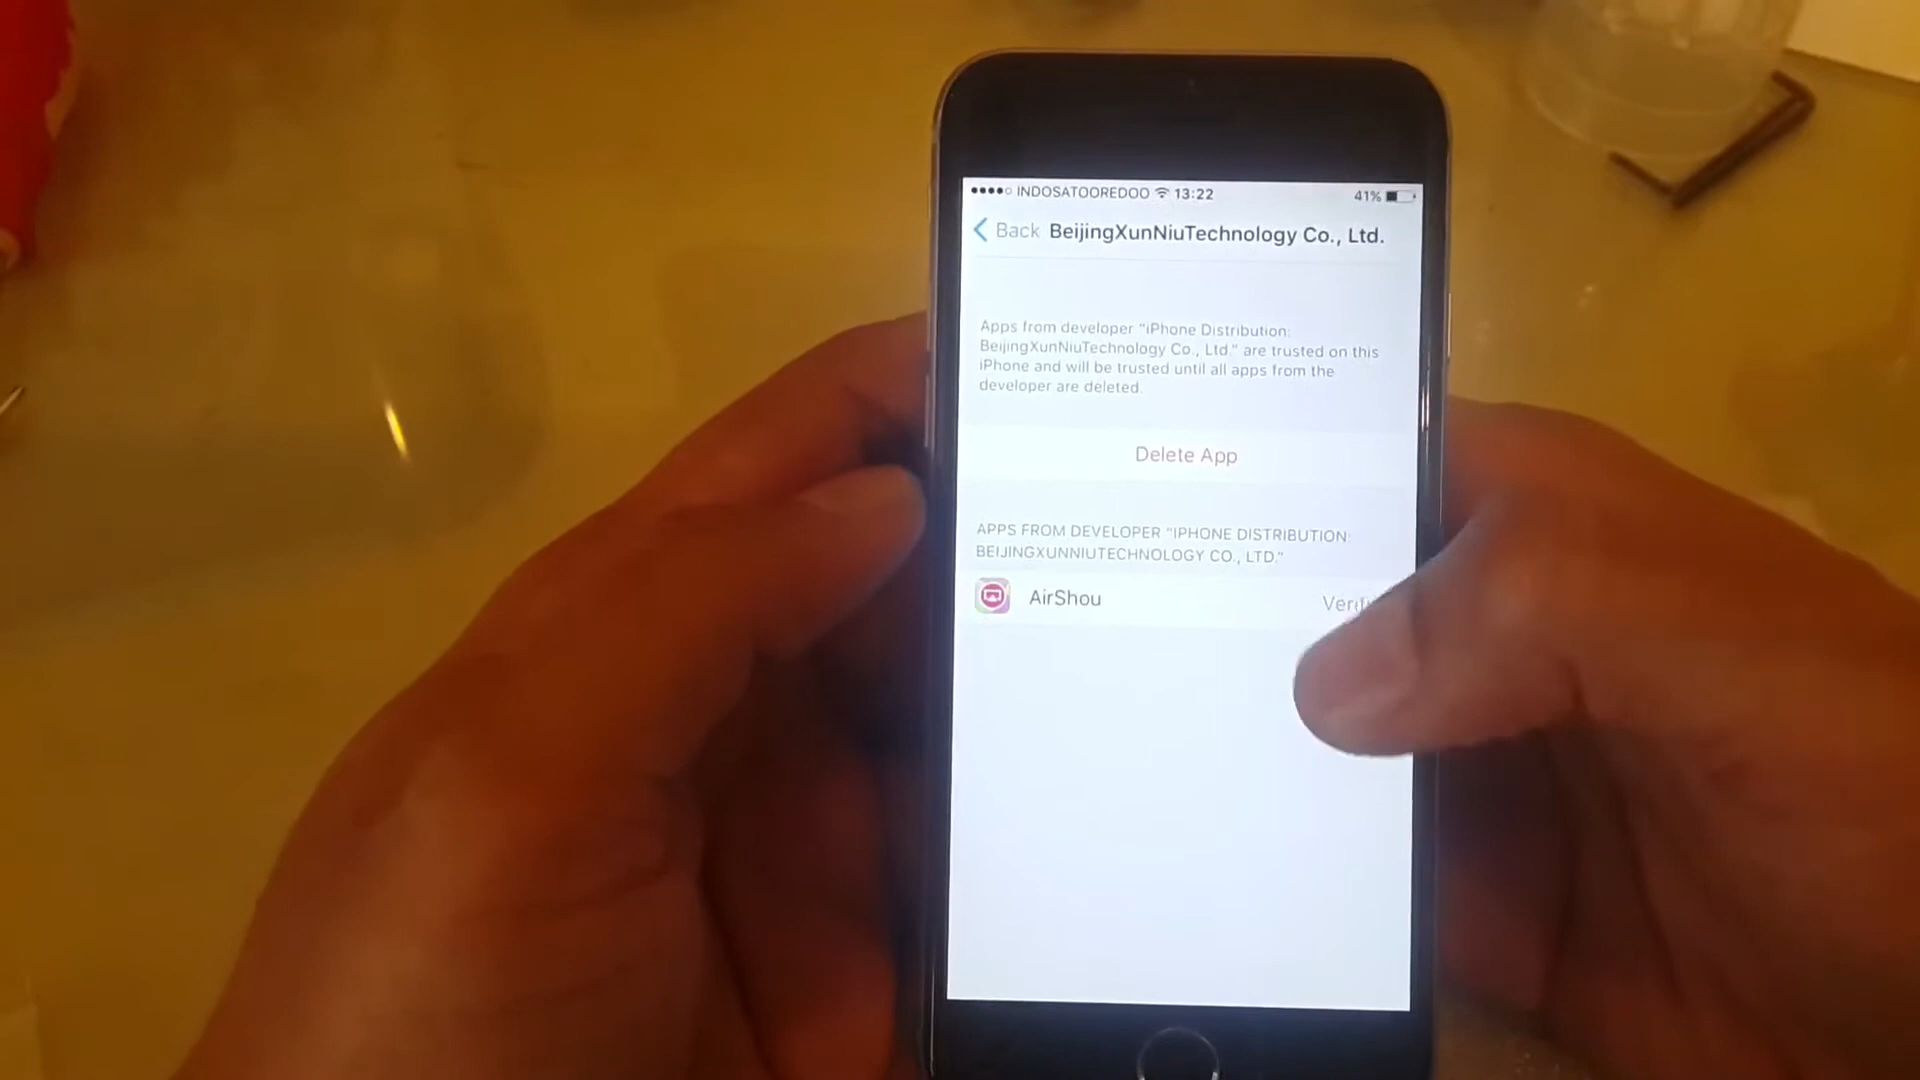 INDOSATOOREDOO 13:22 41%
Back BeijingXunNiuTechnology Co., Ltd.
Apps from developer "iPhone Distribution:
BeijingXunNiuTechnology Co., Ltd." are trusted on this
iPhone and will be trusted until all apps from the
developer are deleted.
Delete App
APPS FROM DEVELOPER "IPHONE DISTRIBUTION:
BEIJINGXUNNIUTECHNOLOGY CO., LTD."
AirShou